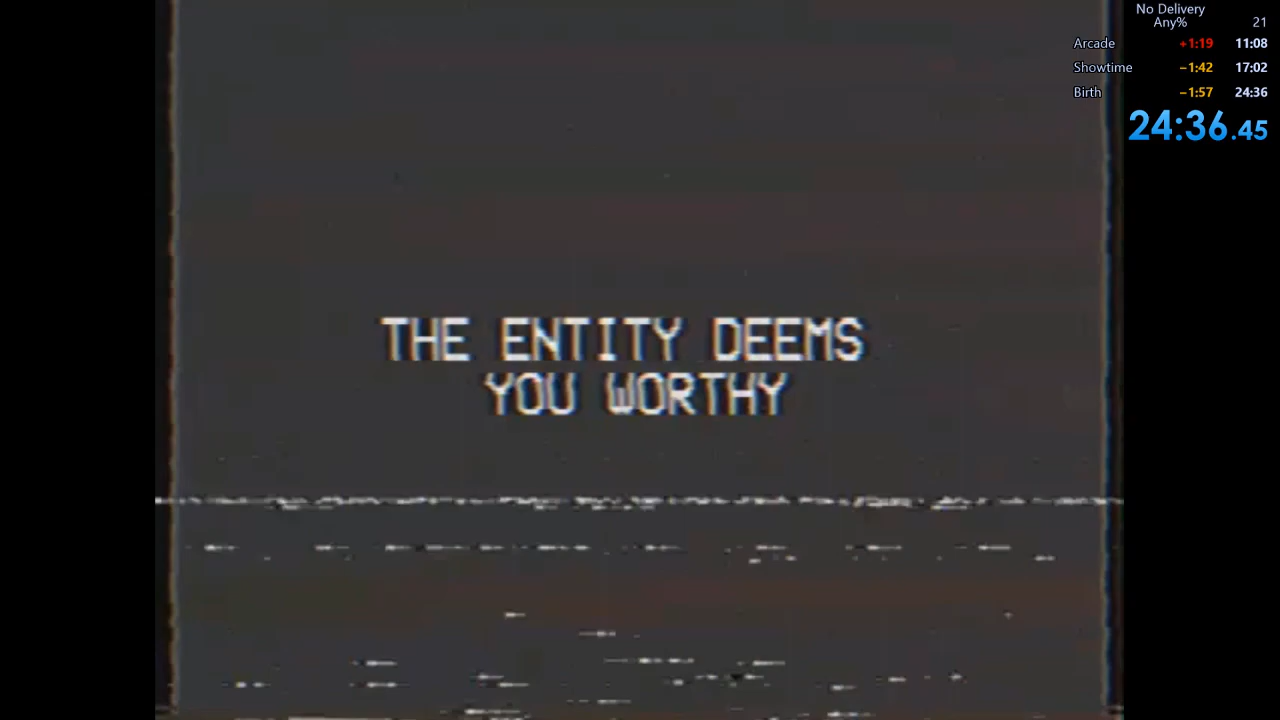 No Delivery
Any% 21
Arcade +1:19 11:08
Showtime −1:42 17:02
Birth −1:57 24:36
24:36.45
THE ENTITY DEEMS
YOU WORTHY